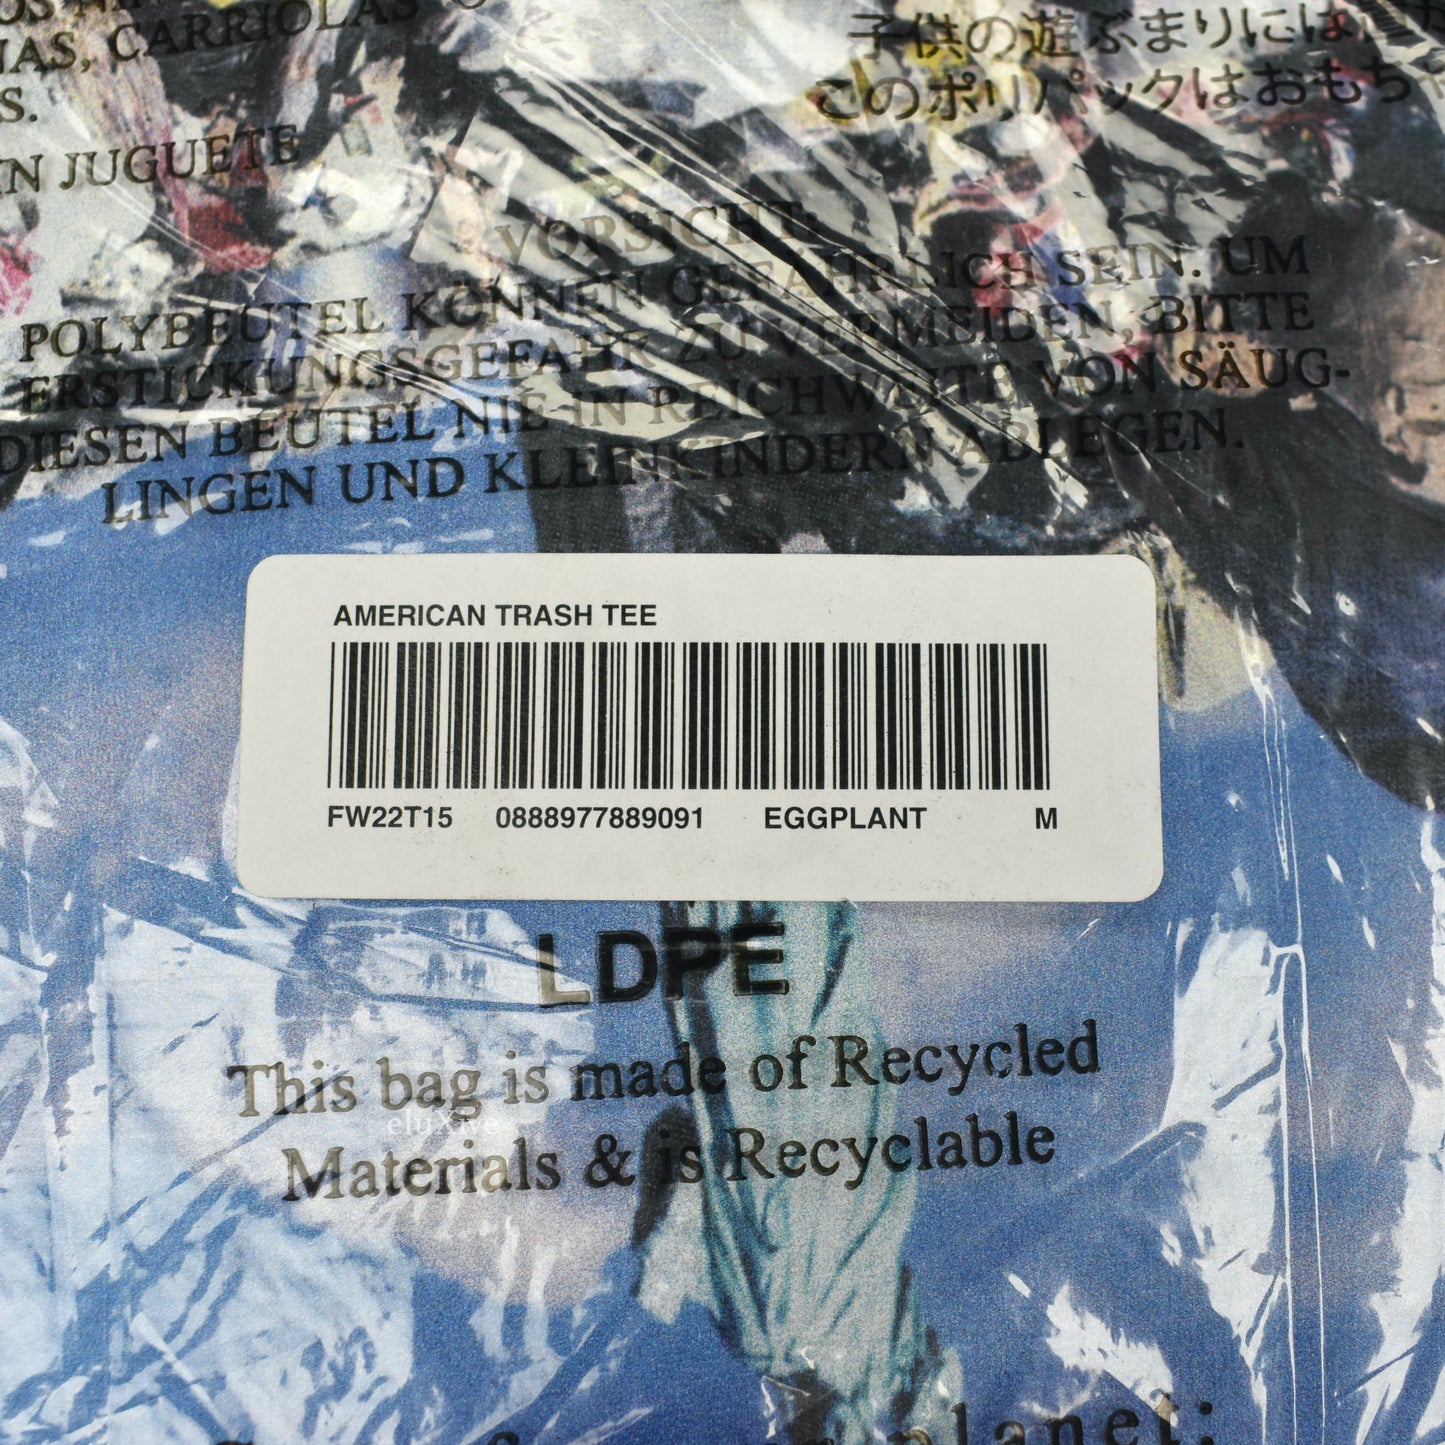 NAS, CARRIOLAS
S.
N JUGUETE
子供の遊ぶまりには
このポリパックはおもちゃ
VORSICHT:
POLYBEUTEL KÖNNEN GEFÄHRLICH SEIN. UM
ERSTICKUNGSGEFAHR ZU VERMEIDEN, BITTE
DIESEN BEUTEL NIE IN REICHWEITE VON SÄUG-
LINGEN UND KLEINKINDERN ABLEGEN.
AMERICAN TRASH TEE
FW22T15 0888977889091 EGGPLANT M
LDPE
This bag is made of Recycled
eluXive
Materials & is Recyclable
planet: